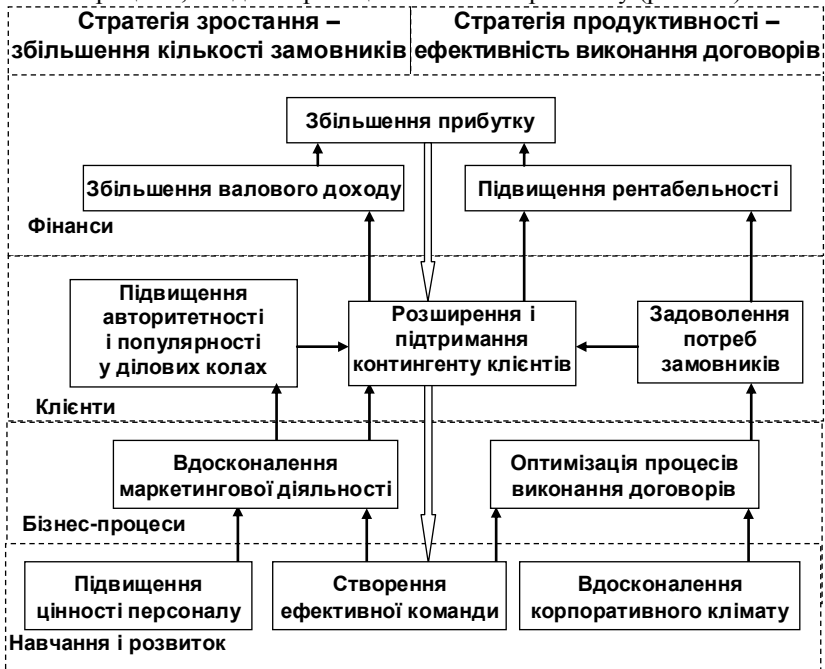 Стратегія зростання –
збільшення кількості замовників
Стратегія продуктивності –
ефективність виконання договорів
Збільшення прибутку
Збільшення валового доходу
Підвищення рентабельності
Фінанси
Підвищення
авторитетності
і популярності
у ділових колах
Розширення і
підтримання
контингенту клієнтів
Задоволення
потреб
замовників
Клієнти
Вдосконалення
маркетингової діяльності
Оптимізація процесів
виконання договорів
Бізнес-процеси
Підвищення
цінності персоналу
Створення
ефективної команди
Вдосконалення
корпоративного клімату
Навчання і розвиток